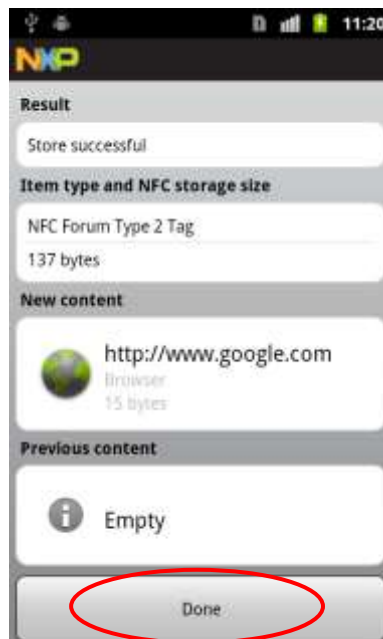 11:20
NXP
Result
Store successful
Item type and NFC storage size
NFC Forum Type 2 Tag
137 bytes
New content
http://www.google.com
Browser
15 bytes
Previous content
Empty
Done